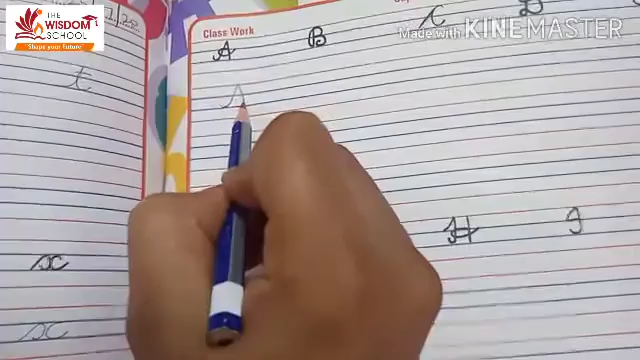 THE
WISDOM
SCHOOL
"Shape your Future"
Made with KINEMASTER
Class Work
A B C D
t
H I
x
x